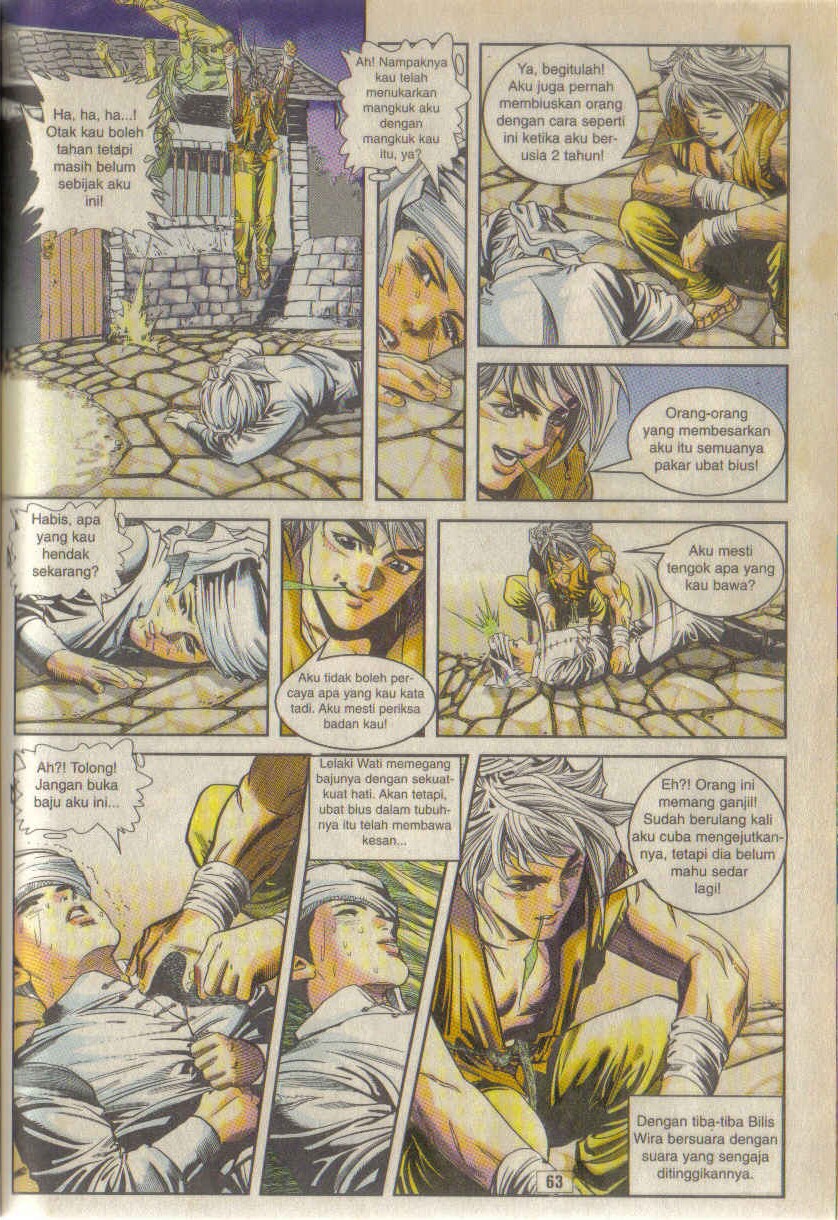 Ha, ha, ha...!
Otak kau boleh
tahan tetapi
masih belum
sebijak aku
ini!
Ah! Nampaknya
kau telah
menukarkan
mangkuk aku
dengan
mangkuk kau
itu, ya?
Ya, begitulah!
Aku juga pernah
membiuskan orang
dengan cara seperti
ini ketika aku ber-
usia 2 tahun!
Orang-orang
yang membesarkan
aku itu semuanya
pakar ubat bius!
Habis, apa
yang kau
hendak
sekarang?
Aku tidak boleh per-
caya apa yang kau kata
tadi. Aku mesti periksa
badan kau!
Aku mesti
tengok apa yang
kau bawa?
Ah?! Tolong!
Jangan buka
baju aku ini...
Lelaki Wati memegang
bajunya dengan sekuat-
kuat hati. Akan tetapi,
ubat bius dalam tubuh-
nya itu telah membawa
kesan...
Eh?! Orang ini
memang ganjil!
Sudah berulang kali
aku cuba mengejutkan-
nya, tetapi dia belum
mahu sedar
lagi!
Dengan tiba-tiba Bilis
Wira bersuara dengan
suara yang sengaja
ditinggikannya.
63